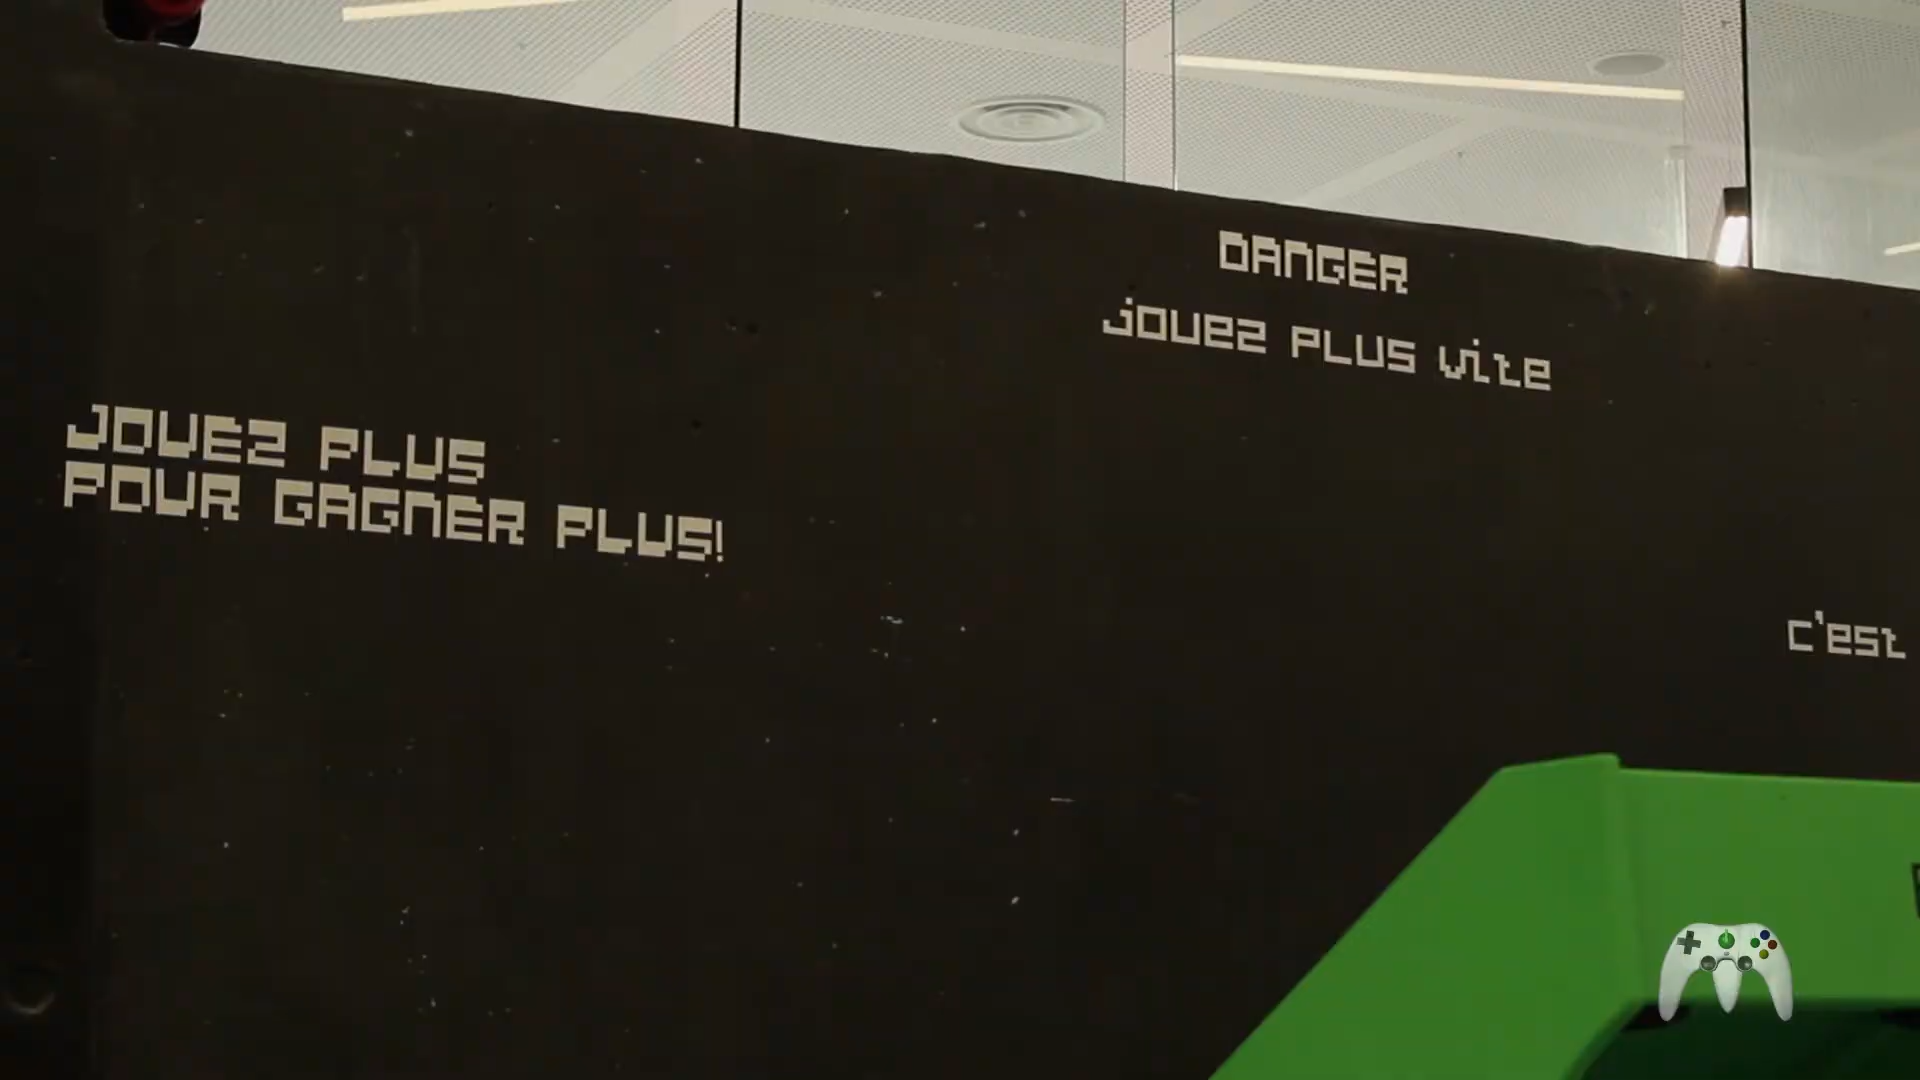 DANGER
jouez PLUS vite
JOUEZ PLUS
POUR GAGNER PLUS!
c'est